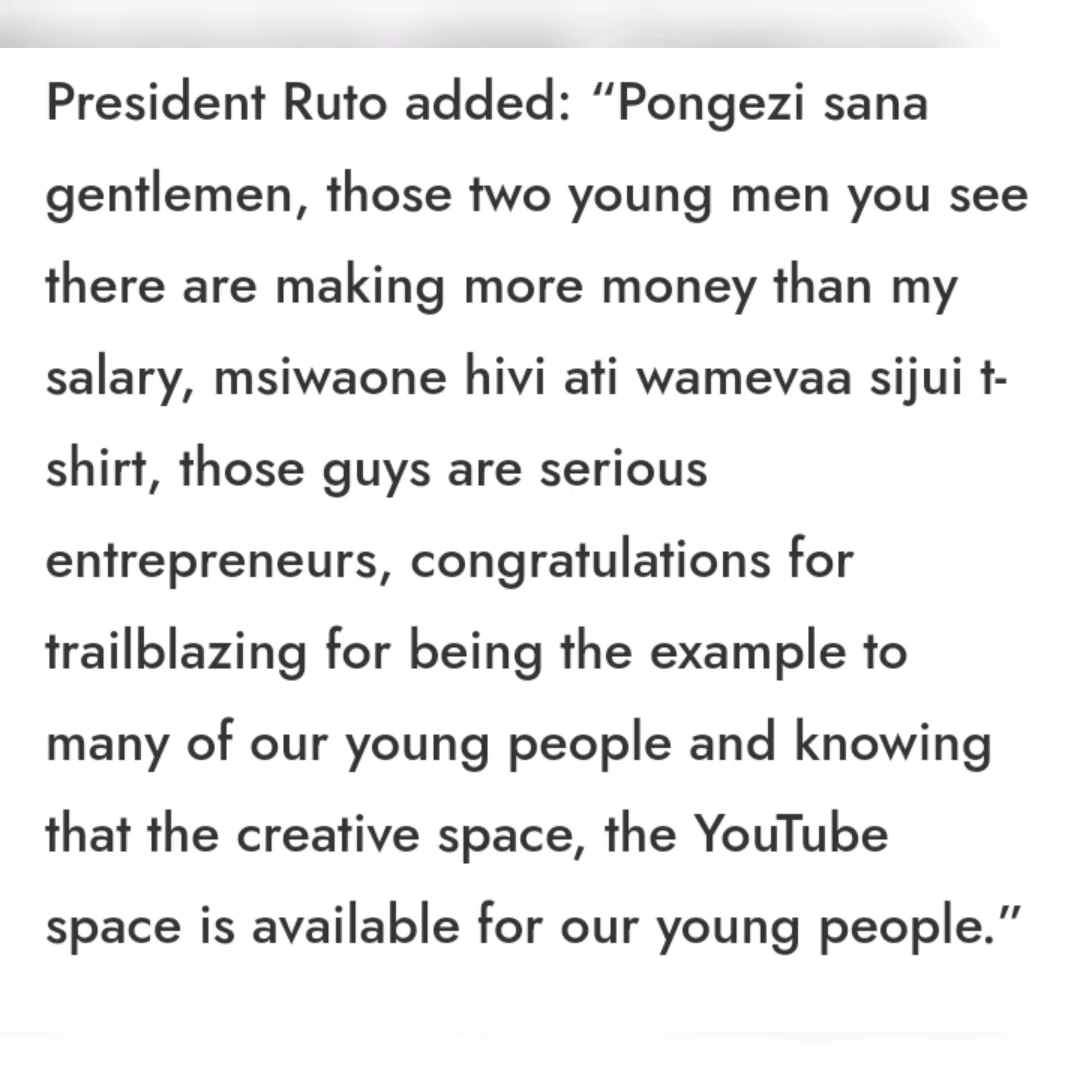 President Ruto added: “Pongezi sana
gentlemen, those two young men you see
there are making more money than my
salary, msiwaone hivi ati wamevaa sijui t-
shirt, those guys are serious
entrepreneurs, congratulations for
trailblazing for being the example to
many of our young people and knowing
that the creative space, the YouTube
space is available for our young people.”